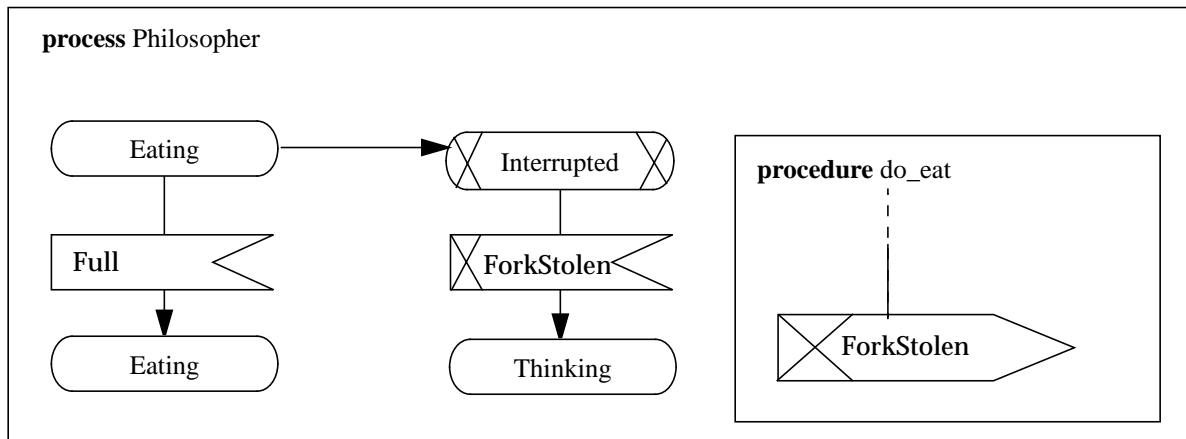 process Philosopher
Eating
Interrupted
procedure do_eat
Full
ForkStolen
ForkStolen
Eating
Thinking